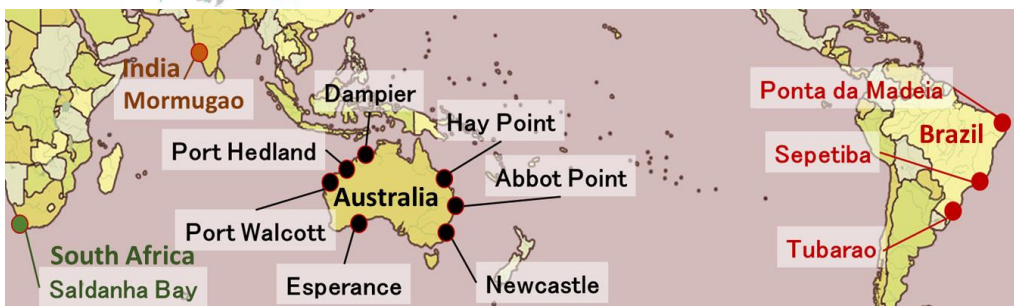 India
Mormugao
Dampier
Hay Point
Port Hedland
Abbot Point
Australia
Port Walcott
Esperance
Newcastle
South Africa
Saldanha Bay
Ponta da Madeia
Brazil
Sepetiba
Tubarao